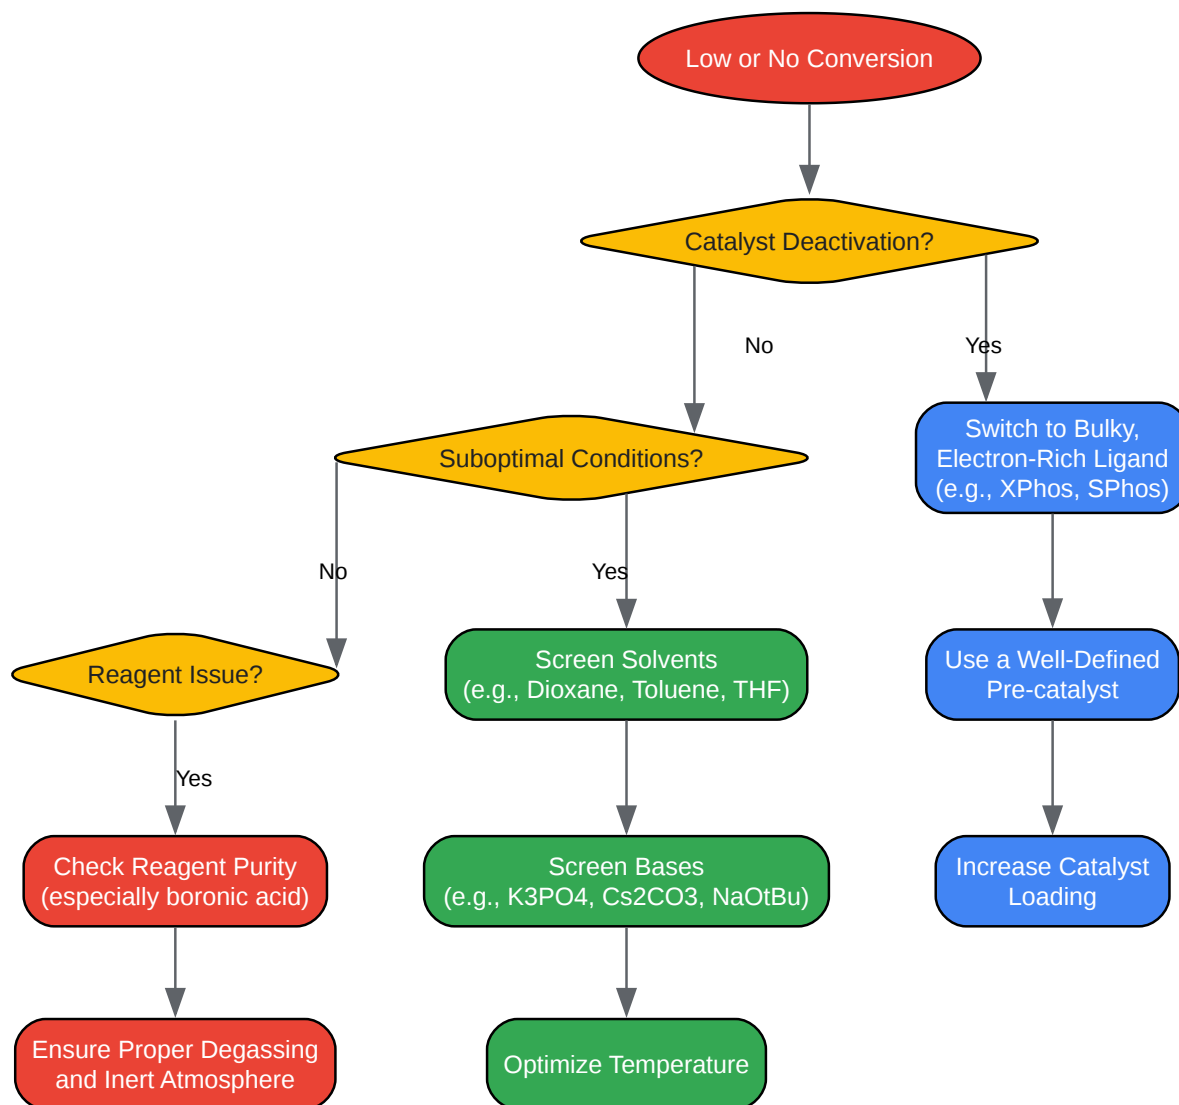 Low or No Conversion
Catalyst Deactivation?
No
Yes
Suboptimal Conditions?
Switch to Bulky,
Electron-Rich Ligand
(e.g., XPhos, SPhos)
No
Yes
Reagent Issue?
Screen Solvents
(e.g., Dioxane, Toluene, THF)
Use a Well-Defined
Pre-catalyst
Yes
Check Reagent Purity
(especially boronic acid)
Screen Bases
(e.g., K3PO4, Cs2CO3, NaOtBu)
Increase Catalyst
Loading
Ensure Proper Degassing
and Inert Atmosphere
Optimize Temperature